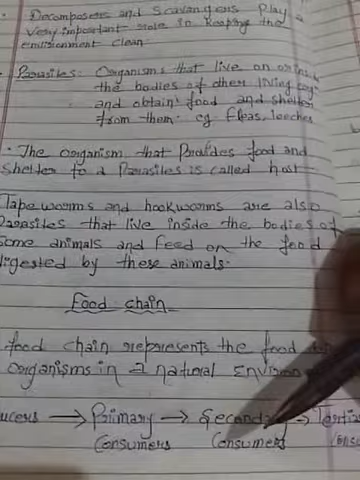 Decomposers and Scavangers Play a
very important role in keeping the
environment clean
Parasites: Organisms that live on or
the bodies of other living
and obtain food and shelter
from them. eg fleas, leeches
• The organism that Provides food and
shelter to a Parasites is called host
Tapeworms and hookworms are also
Parasites that live inside the bodies of
some animals and feed on the food
digested by these animals.
Food chain
food chain represents the food
organisms in a natural
→ Primary → Secondary →
Consumers Consumers